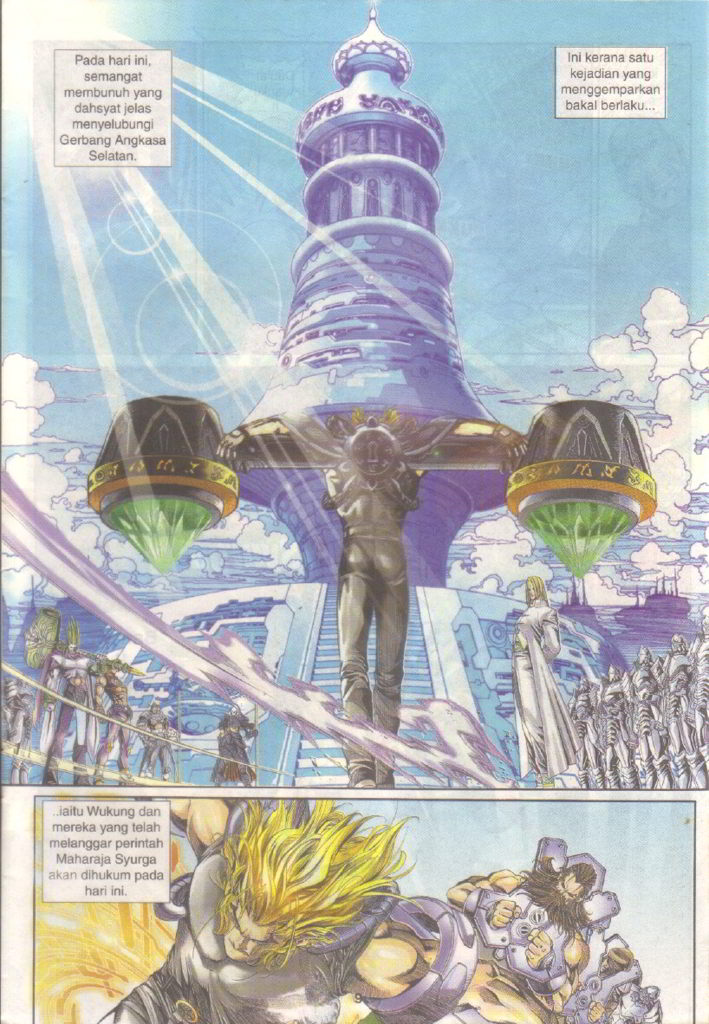 Pada hari ini,
semangat
membunuh yang
dahsyat jelas
menyelubungi
Gerbang Angkasa
Selatan.
Ini kerana satu
kejadian yang
menggemparkan
bakal berlaku...
..iaitu Wukung dan
mereka yang telah
melanggar perintah
Maharaja Syurga
akan dihukum pada
hari ini.
9